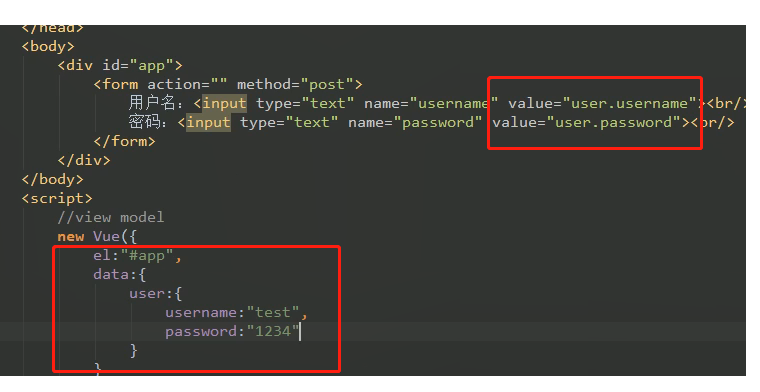 </head>
<body>
<div id="app">
<form action="" method="post">
用户名：<input type="text" name="username" value="user.username"><br/>
密码：<input type="text" name="password" value="user.password"><br/>
</form>
</div>
</body>
<script>
//view model
new Vue({
el:"#app",
data:{
user:{
username:"test",
password:"1234"
}
}